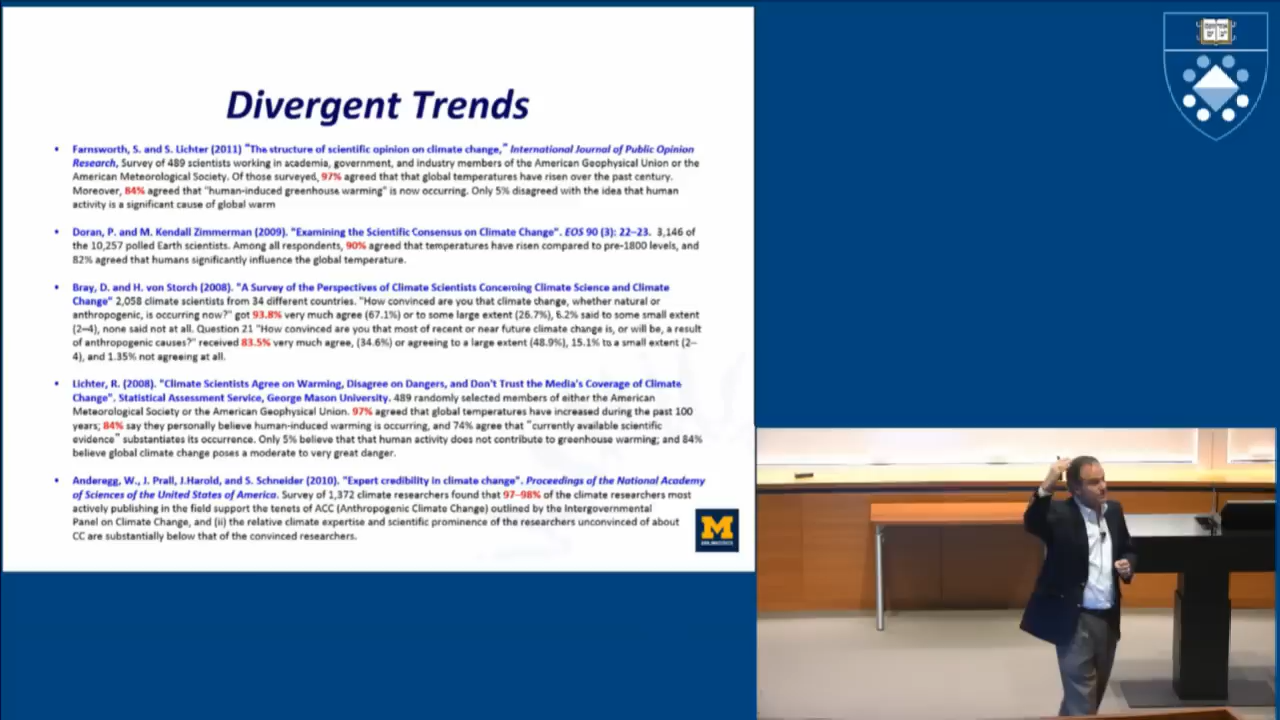 Divergent Trends
• Farnsworth, S. and S. Lichter (2011) "The structure of scientific opinion on climate change," International Journal of Public Opinion
Research, Survey of 489 scientists working in academia, government, and industry members of the American Geophysical Union or the
American Meteorological Society. Of those surveyed, 97% agreed that that global temperatures have risen over the past century.
Moreover, 84% agreed that "human-induced greenhouse warming" is now occurring. Only 5% disagreed with the idea that human
activity is a significant cause of global warm
• Doran, P. and M. Kendall Zimmerman (2009). "Examining the Scientific Consensus on Climate Change". EOS 90 (3): 22–23. 3,146 of
the 10,257 polled Earth scientists. Among all respondents, 90% agreed that temperatures have risen compared to pre-1800 levels, and
82% agreed that humans significantly influence the global temperature.
• Bray, D. and H. von Storch (2008). "A Survey of the Perspectives of Climate Scientists Concerning Climate Science and Climate
Change" 2,058 climate scientists from 34 different countries. "How convinced are you that climate change, whether natural or
anthropogenic, is occurring now?" got 93.8% very much agree (67.1%) or to some large extent (26.7%), 6.2% said to some small extent
(2–4), none said not at all. Question 21 "How convinced are you that most of recent or near future climate change is, or will be, a result
of anthropogenic causes?" received 83.5% very much agree, (34.6%) or agreeing to a large extent (48.9%), 15.1% to a small extent (2–
4), and 1.35% not agreeing at all.
• Lichter, R. (2008). "Climate Scientists Agree on Warming, Disagree on Dangers, and Don't Trust the Media's Coverage of Climate
Change". Statistical Assessment Service, George Mason University. 489 randomly selected members of either the American
Meteorological Society or the American Geophysical Union. 97% agreed that global temperatures have increased during the past 100
years; 84% say they personally believe human-induced warming is occurring, and 74% agree that "currently available scientific
evidence" substantiates its occurrence. Only 5% believe that that human activity does not contribute to greenhouse warming; and 84%
believe global climate change poses a moderate to very great danger.
• Anderegg, W., J. Prall, J.Harold, and S. Schneider (2010). "Expert credibility in climate change". Proceedings of the National Academy
of Sciences of the United States of America. Survey of 1,372 climate researchers found that 97–98% of the climate researchers most
actively publishing in the field support the tenets of ACC (Anthropogenic Climate Change) outlined by the Intergovernmental
Panel on Climate Change, and (ii) the relative climate expertise and scientific prominence of the researchers unconvinced of about
CC are substantially below that of the convinced researchers.
M